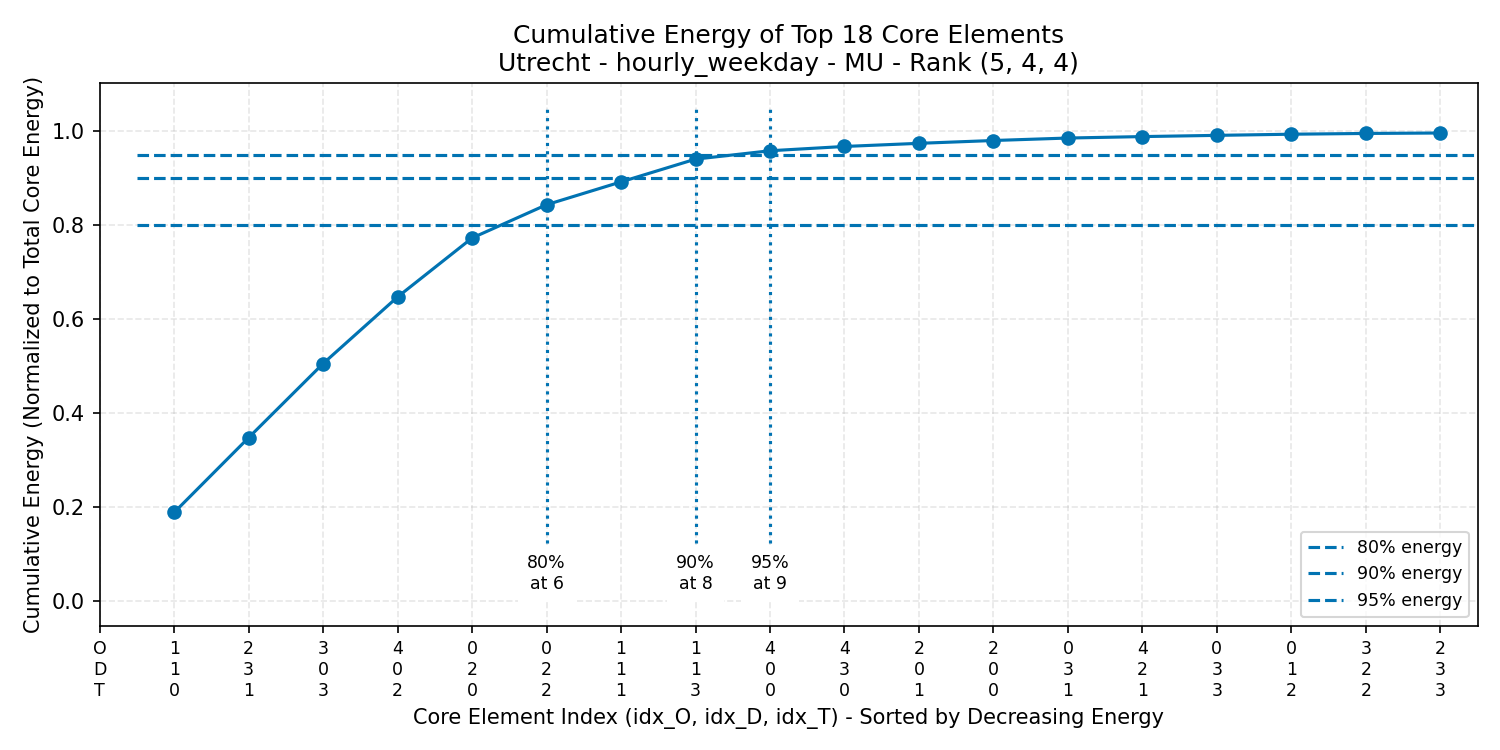 Cumulative Energy of Top 18 Core Elements
Utrecht - hourly_weekday - MU - Rank (5, 4, 4)
Cumulative Energy (Normalized to Total Core Energy)
1.0
0.8
0.6
0.4
0.2
0.0
80% 90% 95%
at 6 at 8 at 9
80% energy
90% energy
95% energy
O 1 2 3 4 0 0 1 1 4 4 2 2 0 4 0 0 3 2
D 1 3 0 0 2 2 1 1 0 3 0 0 3 2 3 1 2 3
T 0 1 3 2 0 2 1 3 0 0 1 0 1 1 3 2 2 3
Core Element Index (idx_O, idx_D, idx_T) - Sorted by Decreasing Energy